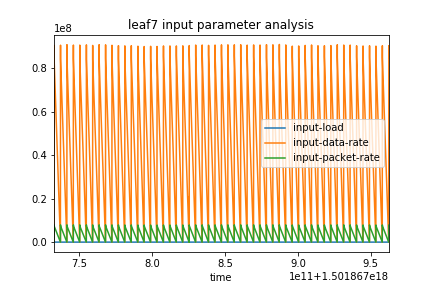 leaf7 input parameter analysis
1e8
0.8
0.6
0.4
0.2
0.0
input-load
input-data-rate
input-packet-rate
7.5 8.0 8.5 9.0 9.5
time
1e11+1.501867e18